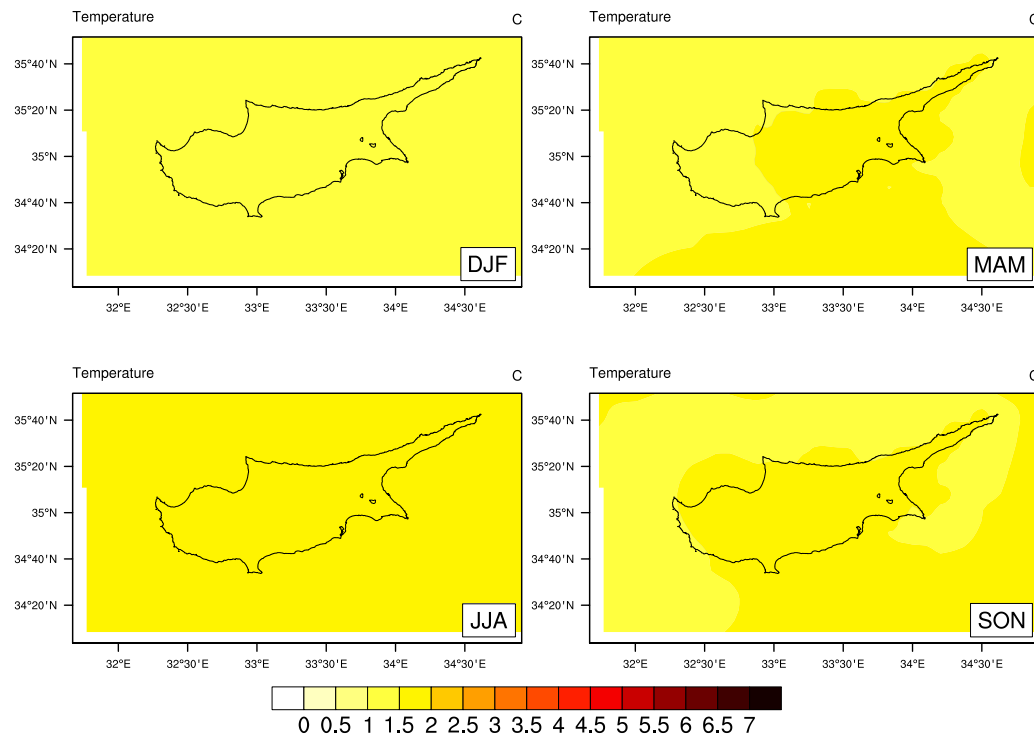 Temperature C
Temperature C
35°40'N
35°20'N
35°N
34°40'N
34°20'N
DJF
32°E 32°30'E 33°E 33°30'E 34°E 34°30'E
35°40'N
35°20'N
35°N
34°40'N
34°20'N
MAM
32°E 32°30'E 33°E 33°30'E 34°E 34°30'E
Temperature C
Temperature C
35°40'N
35°20'N
35°N
34°40'N
34°20'N
JJA
32°E 32°30'E 33°E 33°30'E 34°E 34°30'E
35°40'N
35°20'N
35°N
34°40'N
34°20'N
SON
32°E 32°30'E 33°E 33°30'E 34°E 34°30'E
0 0.5 1 1.5 2 2.5 3 3.5 4 4.5 5 5.5 6 6.5 7